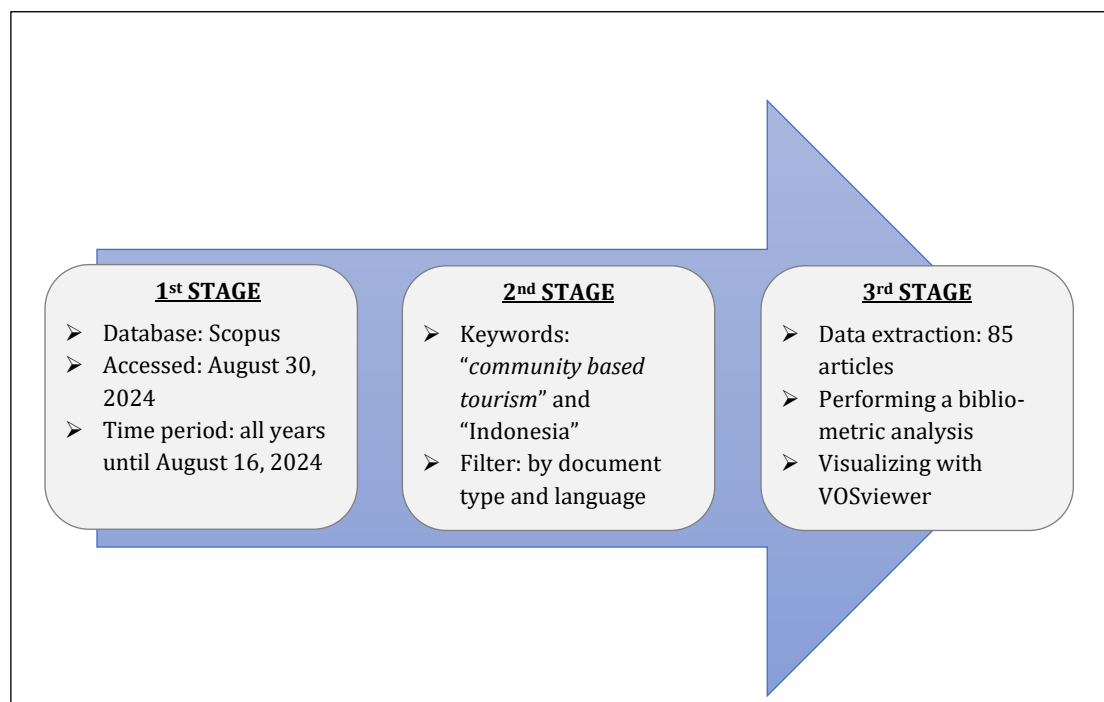 1st STAGE
➢ Database: Scopus
➢ Accessed: August 30,
2024
➢ Time period: all years
until August 16, 2024
2nd STAGE
➢ Keywords:
“community based
tourism” and
“Indonesia”
➢ Filter: by document
type and language
3rd STAGE
➢ Data extraction: 85
articles
➢ Performing a biblio-
metric analysis
➢ Visualizing with
VOSviewer